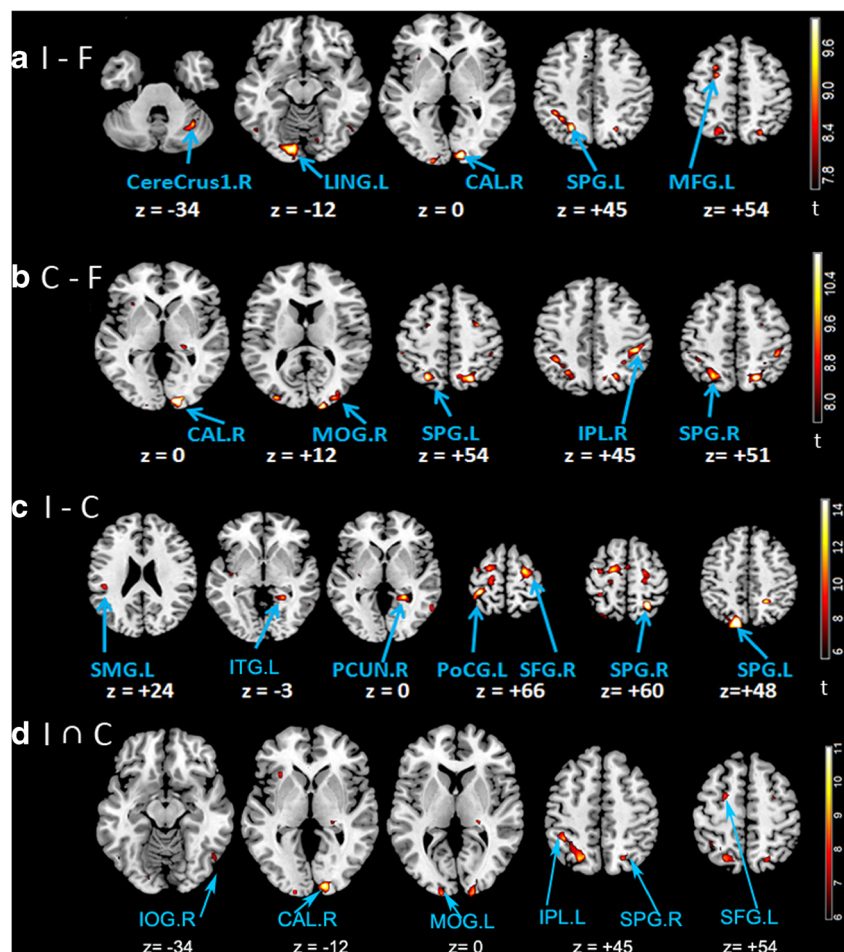 a I - F
CereCrus1.R LING.L CAL.R SPG.L MFG.L
z = -34 z = -12 z = 0 z = +45 z= +54
9.6
9.0
8.4
7.8
t
b C - F
CAL.R MOG.R SPG.L IPL.R SPG.R
z = 0 z = +12 z = +54 z = +45 z= +51
10.4
9.6
8.8
8.0
c I - C
SMG.L ITG.L PCUN.R PoCG.L SFG.R SPG.R SPG.L
z = +24 z = -3 z = 0 z = +66 z= +60 z=+48
14
12
10
8
6
t
d I ∩ C
IOG.R CAL.R MOG.L IPL.L SPG.R SFG.L
z= -34 z = -12 z= 0 z = +45 z= +54
11
10
9
8
7
6